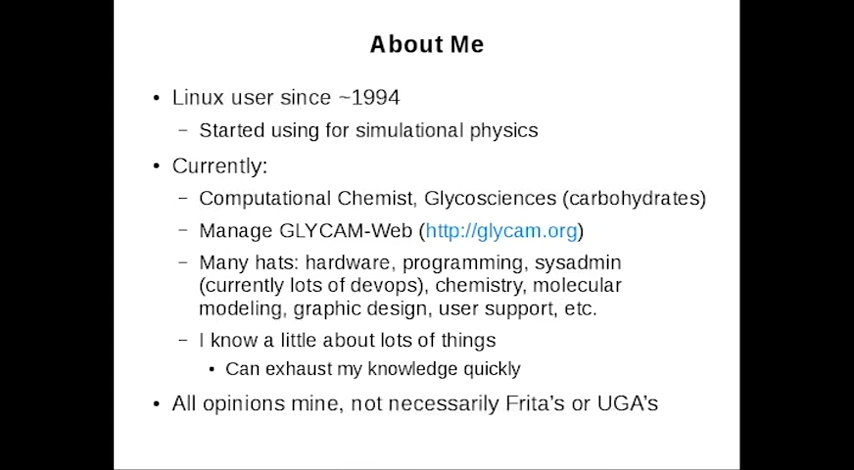 About Me
• Linux user since ~1994
– Started using for simulational physics
• Currently:
– Computational Chemist, Glycosciences (carbohydrates)
– Manage GLYCAM-Web (http://glycam.org)
– Many hats: hardware, programming, sysadmin
(currently lots of devops), chemistry, molecular
modeling, graphic design, user support, etc.
– I know a little about lots of things
• Can exhaust my knowledge quickly
• All opinions mine, not necessarily Frita’s or UGA’s